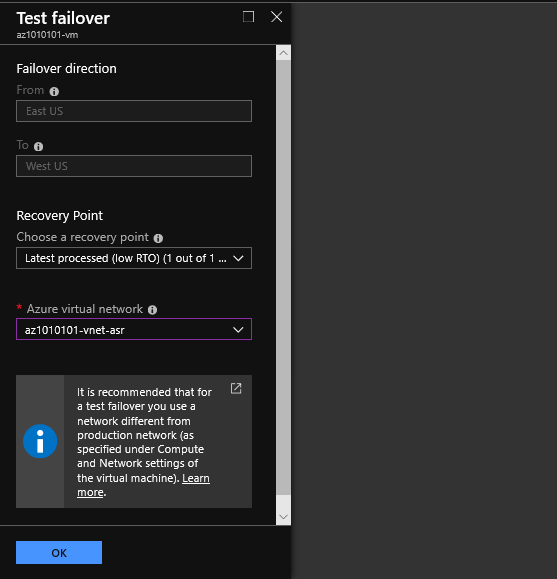 Test failover
az1010101-vm
Failover direction
From
East US
To
West US
Recovery Point
Choose a recovery point
Latest processed (low RTO) (1 out of 1 ...
* Azure virtual network
az1010101-vnet-asr
It is recommended that for
a test failover you use a
network different from
production network (as
specified under Compute
and Network settings of
the virtual machine). Learn
more.
OK